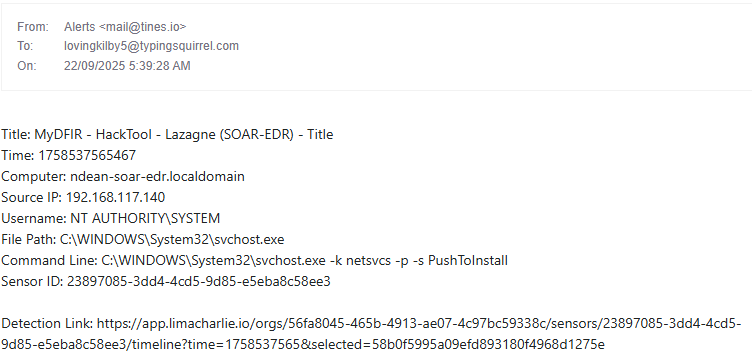 From: Alerts <mail@tines.io>
To: lovingkilby5@typingsquirrel.com
On: 22/09/2025 5:39:28 AM
Title: MyDFIR - HackTool - Lazagne (SOAR-EDR) - Title
Time: 1758537565467
Computer: ndean-soar-edr.localdomain
Source IP: 192.168.117.140
Username: NT AUTHORITY\SYSTEM
File Path: C:\WINDOWS\System32\svchost.exe
Command Line: C:\WINDOWS\System32\svchost.exe -k netsvcs -p -s PushToInstall
Sensor ID: 23897085-3dd4-4cd5-9d85-e5eba8c58ee3
Detection Link: https://app.limacharlie.io/orgs/56fa8045-465b-4913-ae07-4c97bc59338c/sensors/23897085-3dd4-4cd5-
9d85-e5eba8c58ee3/timeline?time=1758537565&selected=58b0f5995a09efd893180f4968d1275e